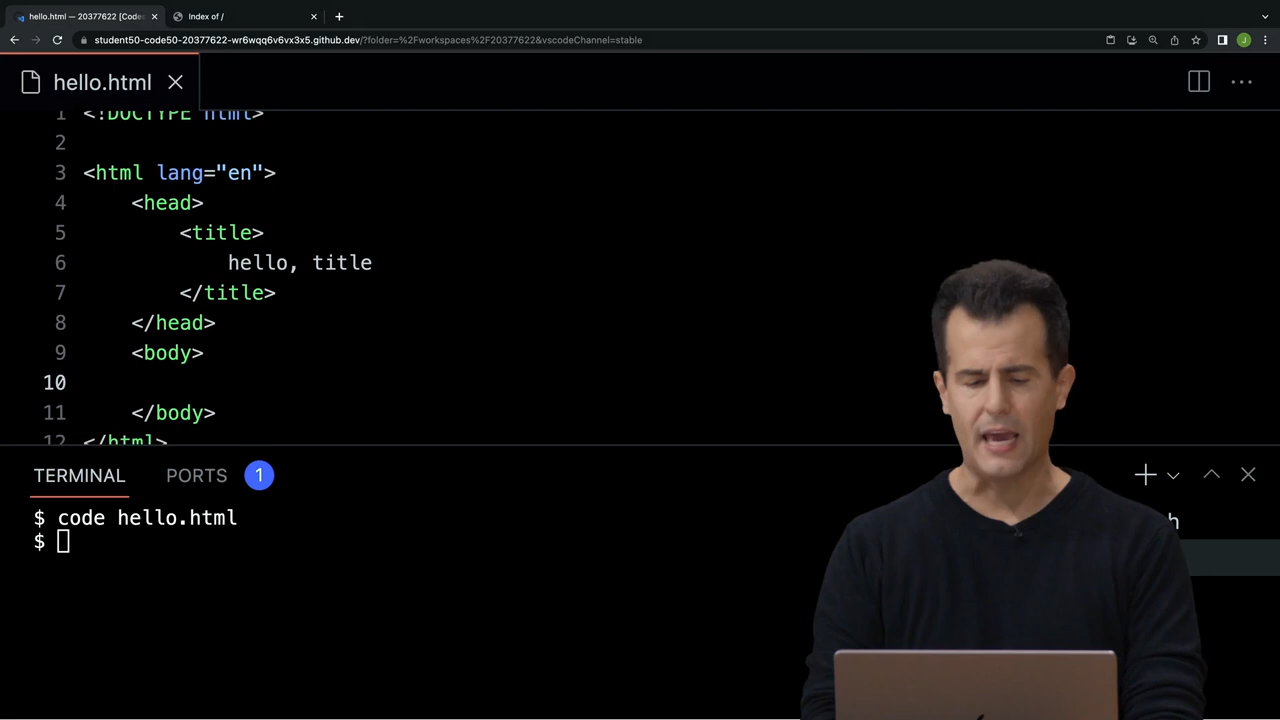 hello.html — 20377622 [Codes
Index of /
student50-code50-20377622-wr6wqq6v6vx3x5.github.dev/?folder=%2Fworkspaces%2F20377622&vscodeChannel=stable
J
hello.html
1 <!DOCTYPE html>
2
3 <html lang="en">
4 <head>
5 <title>
6 hello, title
7 </title>
8 </head>
9 <body>
10
11 </body>
12 </html>
TERMINAL PORTS 1
$ code hello.html
h
$